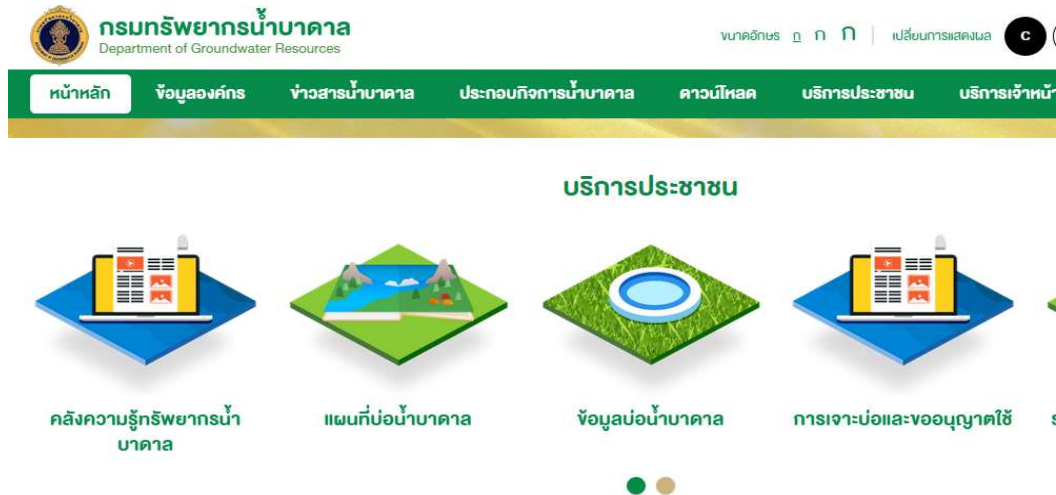 กรมทรัพยากรน้ำบาดาล
Department of Groundwater Resources
ขนาดอักษร ก ก ก เปลี่ยนการแสดงผล C
หน้าหลัก ข้อมูลองค์กร ข่าวสารน้ำบาดาล ประกอบกิจการน้ำบาดาล ดาวน์โหลด บริการประชาชน บริการเจ้าหน้า
บริการประชาชน
คลังความรู้ทรัพยากรน้ำ แผนที่บ่อน้ำบาดาล ข้อมูลบ่อน้ำบาดาล การเจาะบ่อและขออนุญาตใช้
บาดาล